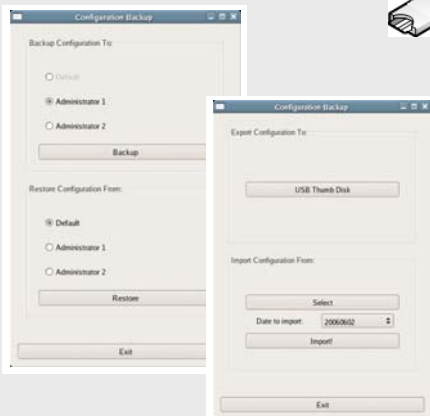 Configuration Backup
Backup Configuration To:
Default
Administrator 1
Administrator 2
Backup
Restore Configuration From:
Default
Administrator 1
Administrator 2
Restore
Exit
Configuration Backup
Export Configuration To:
USB Thumb Disk
Import Configuration From:
Select
Date to import: 20060602
Import!
Exit